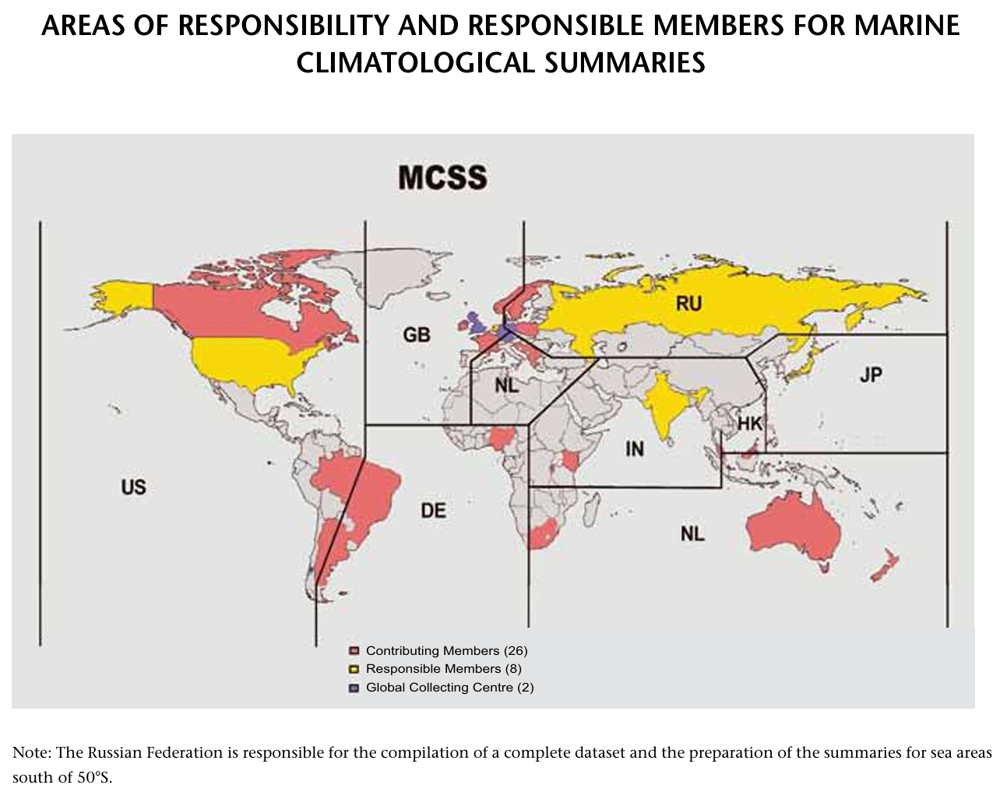 AREAS OF RESPONSIBILITY AND RESPONSIBLE MEMBERS FOR MARINE
CLIMATOLOGICAL SUMMARIES
MCSS
RU
GB
JP
NL
HK
IN
US
DE
NL
Contributing Members (26)
Responsible Members (8)
Global Collecting Centre (2)
Note: The Russian Federation is responsible for the compilation of a complete dataset and the preparation of the summaries for sea areas
south of 50°S.